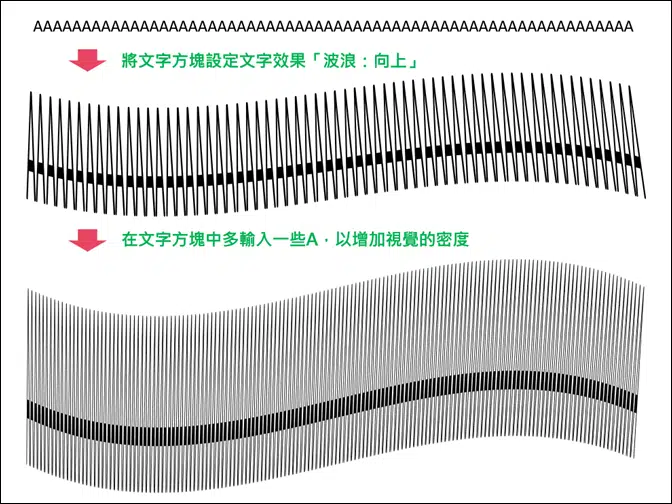 AAAAAAAAAAAAAAAAAAAAAAAAAAAAAAAAAAAAAAAAAAAAAAAAAAAAAAAAAAAAAA
將文字方塊設定文字效果「波浪：向上」
在文字方塊中多輸入一些A，以增加視覺的密度